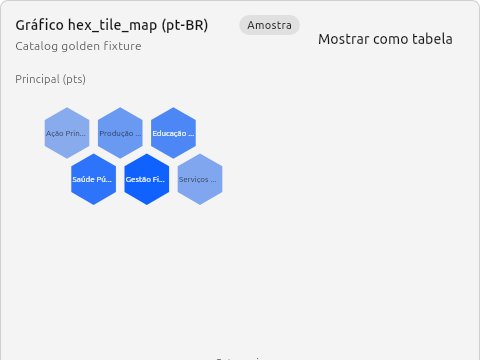 Gráfico hex_tile_map (pt-BR)
Amostra
Mostrar como tabela
Catalog golden fixture
Principal (pts)
Ação Prin...
Produção ...
Educação ...
Saúde Pú...
Gestão Fi...
Serviços ...